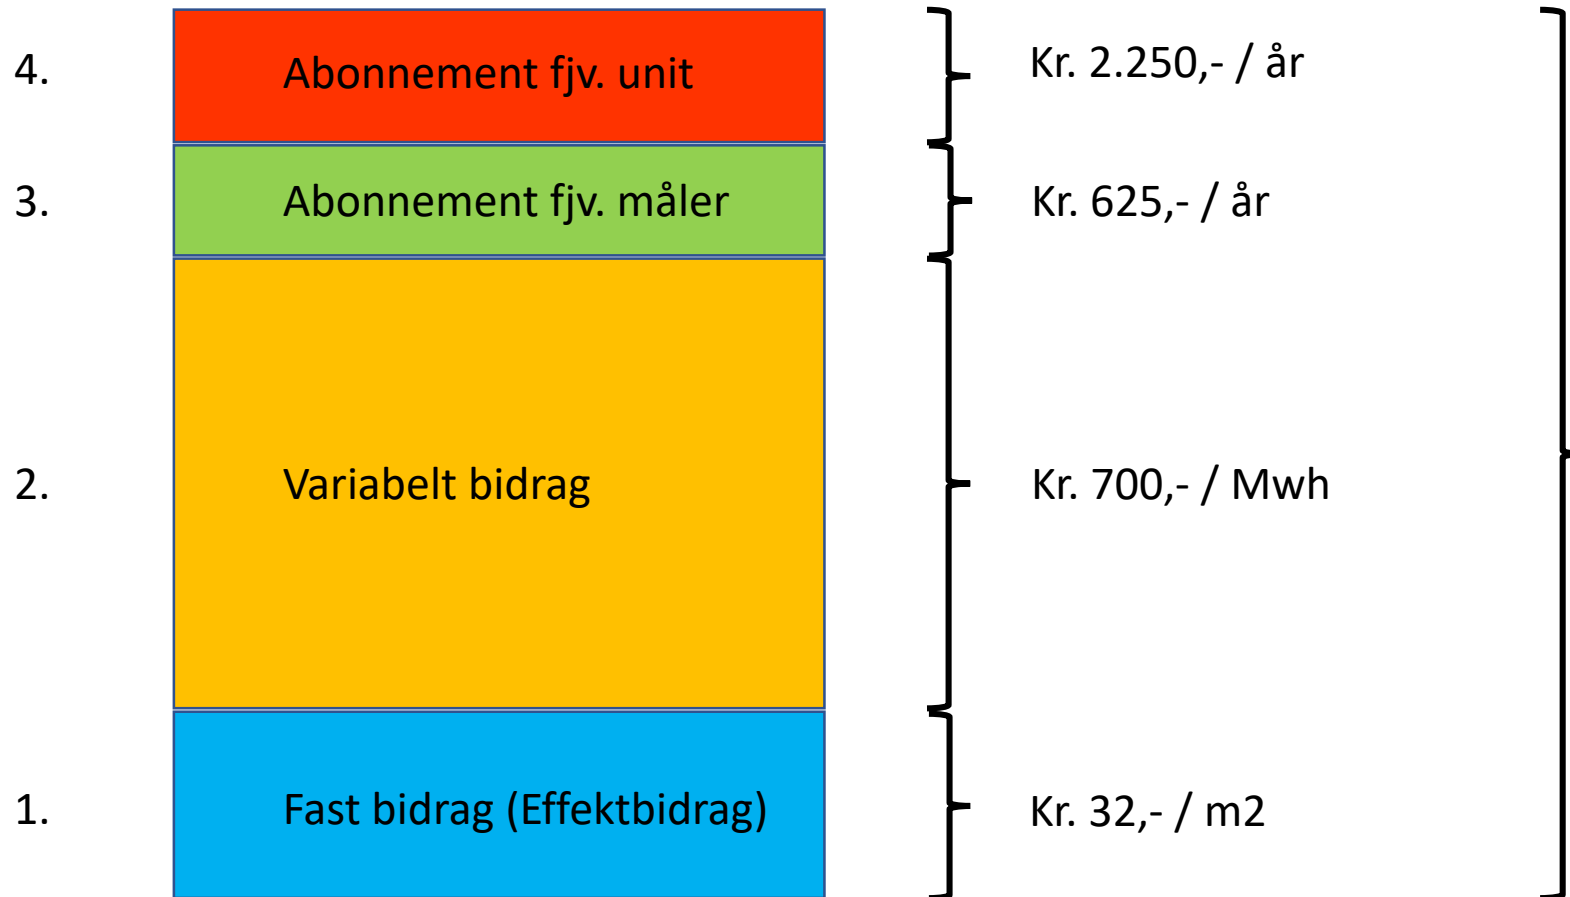 4. Abonnement fjv. unit Kr. 2.250,- / år
3. Abonnement fjv. måler Kr. 625,- / år
2. Variabelt bidrag Kr. 700,- / Mwh
1. Fast bidrag (Effektbidrag) Kr. 32,- / m2